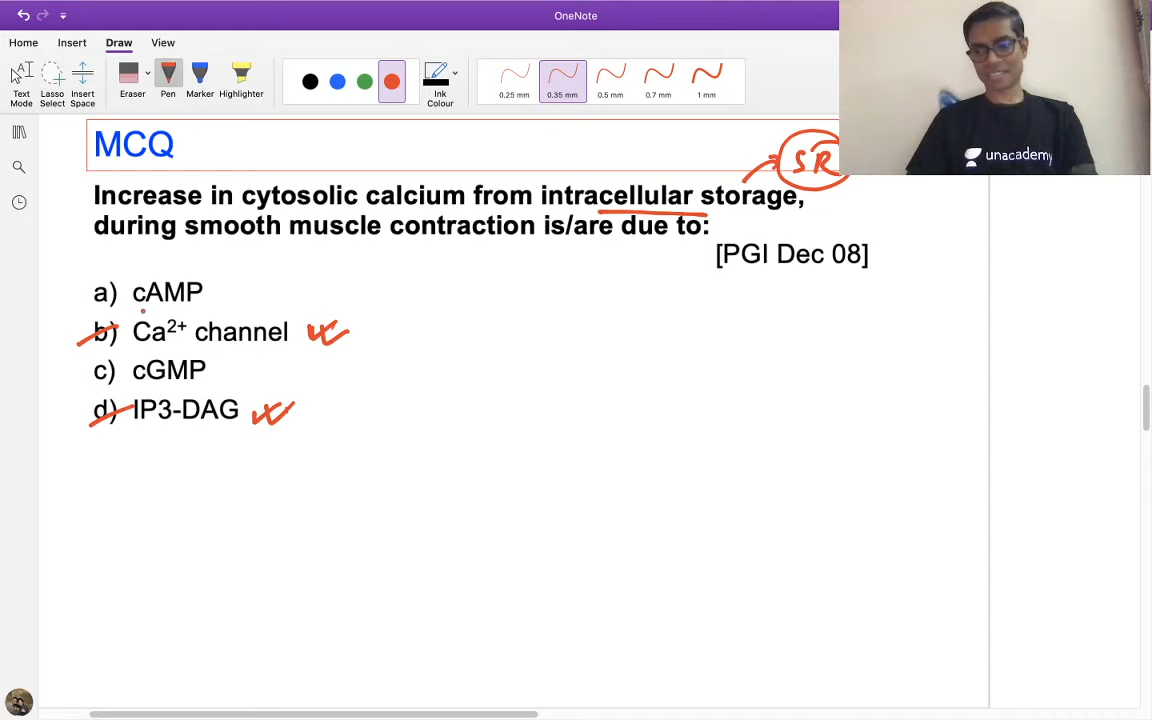 OneNote
Home Insert Draw View
Text Mode
Lasso Select
Insert Space
Eraser
Pen
Marker
Highlighter
Ink Colour
0.25 mm
0.35 mm
0.5 mm
0.7 mm
1 mm
unacademy
MCQ
SR
Increase in cytosolic calcium from intracellular storage,
during smooth muscle contraction is/are due to:
[PGI Dec 08]
a) cAMP
b) Ca²⁺ channel
c) cGMP
d) IP3-DAG